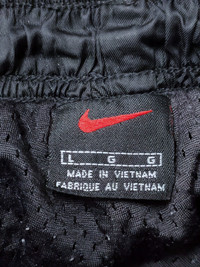 L G G
MADE IN VIETNAM
FABRIQUE AU VIETNAM